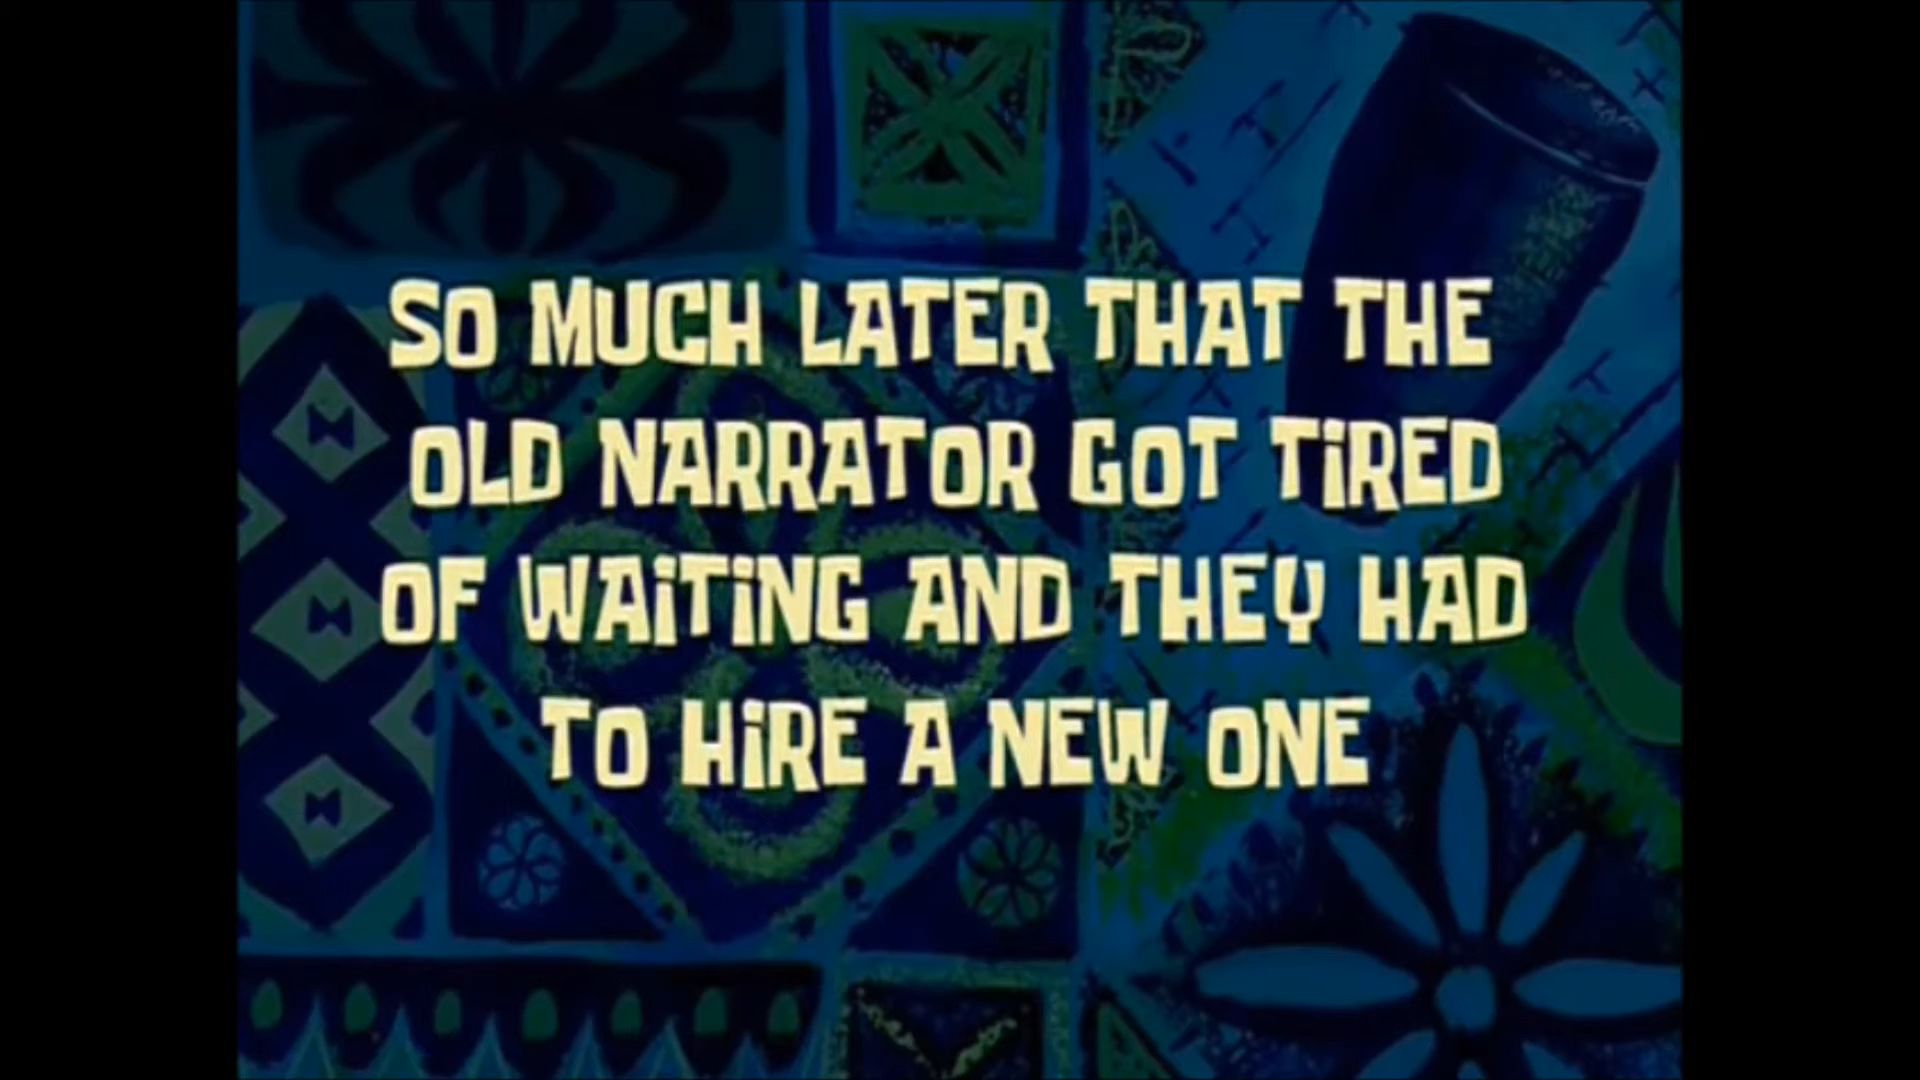 SO MUCH LATER THAT THE
OLD NARRATOR GOT TiRED
OF WAiTiNG AND THEY HAD
TO HiRE A NEW ONE